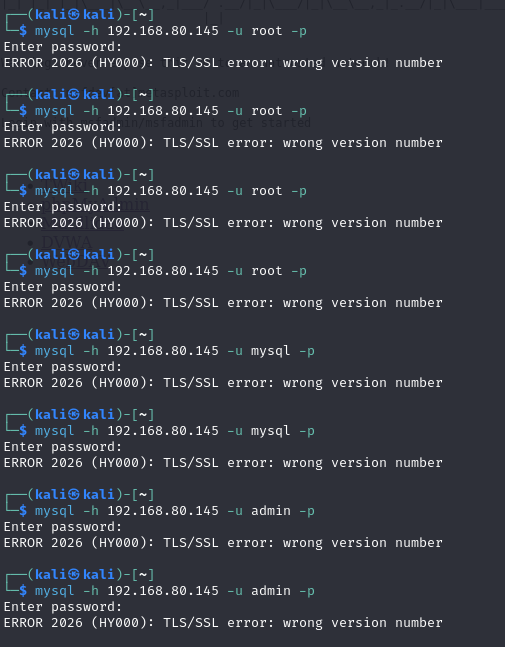 ┌──(kali㉿kali)-[~]
└─$ mysql -h 192.168.80.145 -u root -p
Enter password:
ERROR 2026 (HY000): TLS/SSL error: wrong version number
tasploit.com
┌──(kali㉿kali)-[~]
└─$ mysql -h 192.168.80.145 -u root -p
Enter password:
min/msfadmin to get started
ERROR 2026 (HY000): TLS/SSL error: wrong version number
┌──(kali㉿kali)-[~]
└─$ mysql -h 192.168.80.145 -u root -p
Enter password:
ERROR 2026 (HY000): TLS/SSL error: wrong version number
DVWA
┌──(kali㉿kali)-[~]
└─$ mysql -h 192.168.80.145 -u root -p
Enter password:
ERROR 2026 (HY000): TLS/SSL error: wrong version number
┌──(kali㉿kali)-[~]
└─$ mysql -h 192.168.80.145 -u mysql -p
Enter password:
ERROR 2026 (HY000): TLS/SSL error: wrong version number
┌──(kali㉿kali)-[~]
└─$ mysql -h 192.168.80.145 -u mysql -p
Enter password:
ERROR 2026 (HY000): TLS/SSL error: wrong version number
┌──(kali㉿kali)-[~]
└─$ mysql -h 192.168.80.145 -u admin -p
Enter password:
ERROR 2026 (HY000): TLS/SSL error: wrong version number
┌──(kali㉿kali)-[~]
└─$ mysql -h 192.168.80.145 -u admin -p
Enter password:
ERROR 2026 (HY000): TLS/SSL error: wrong version number